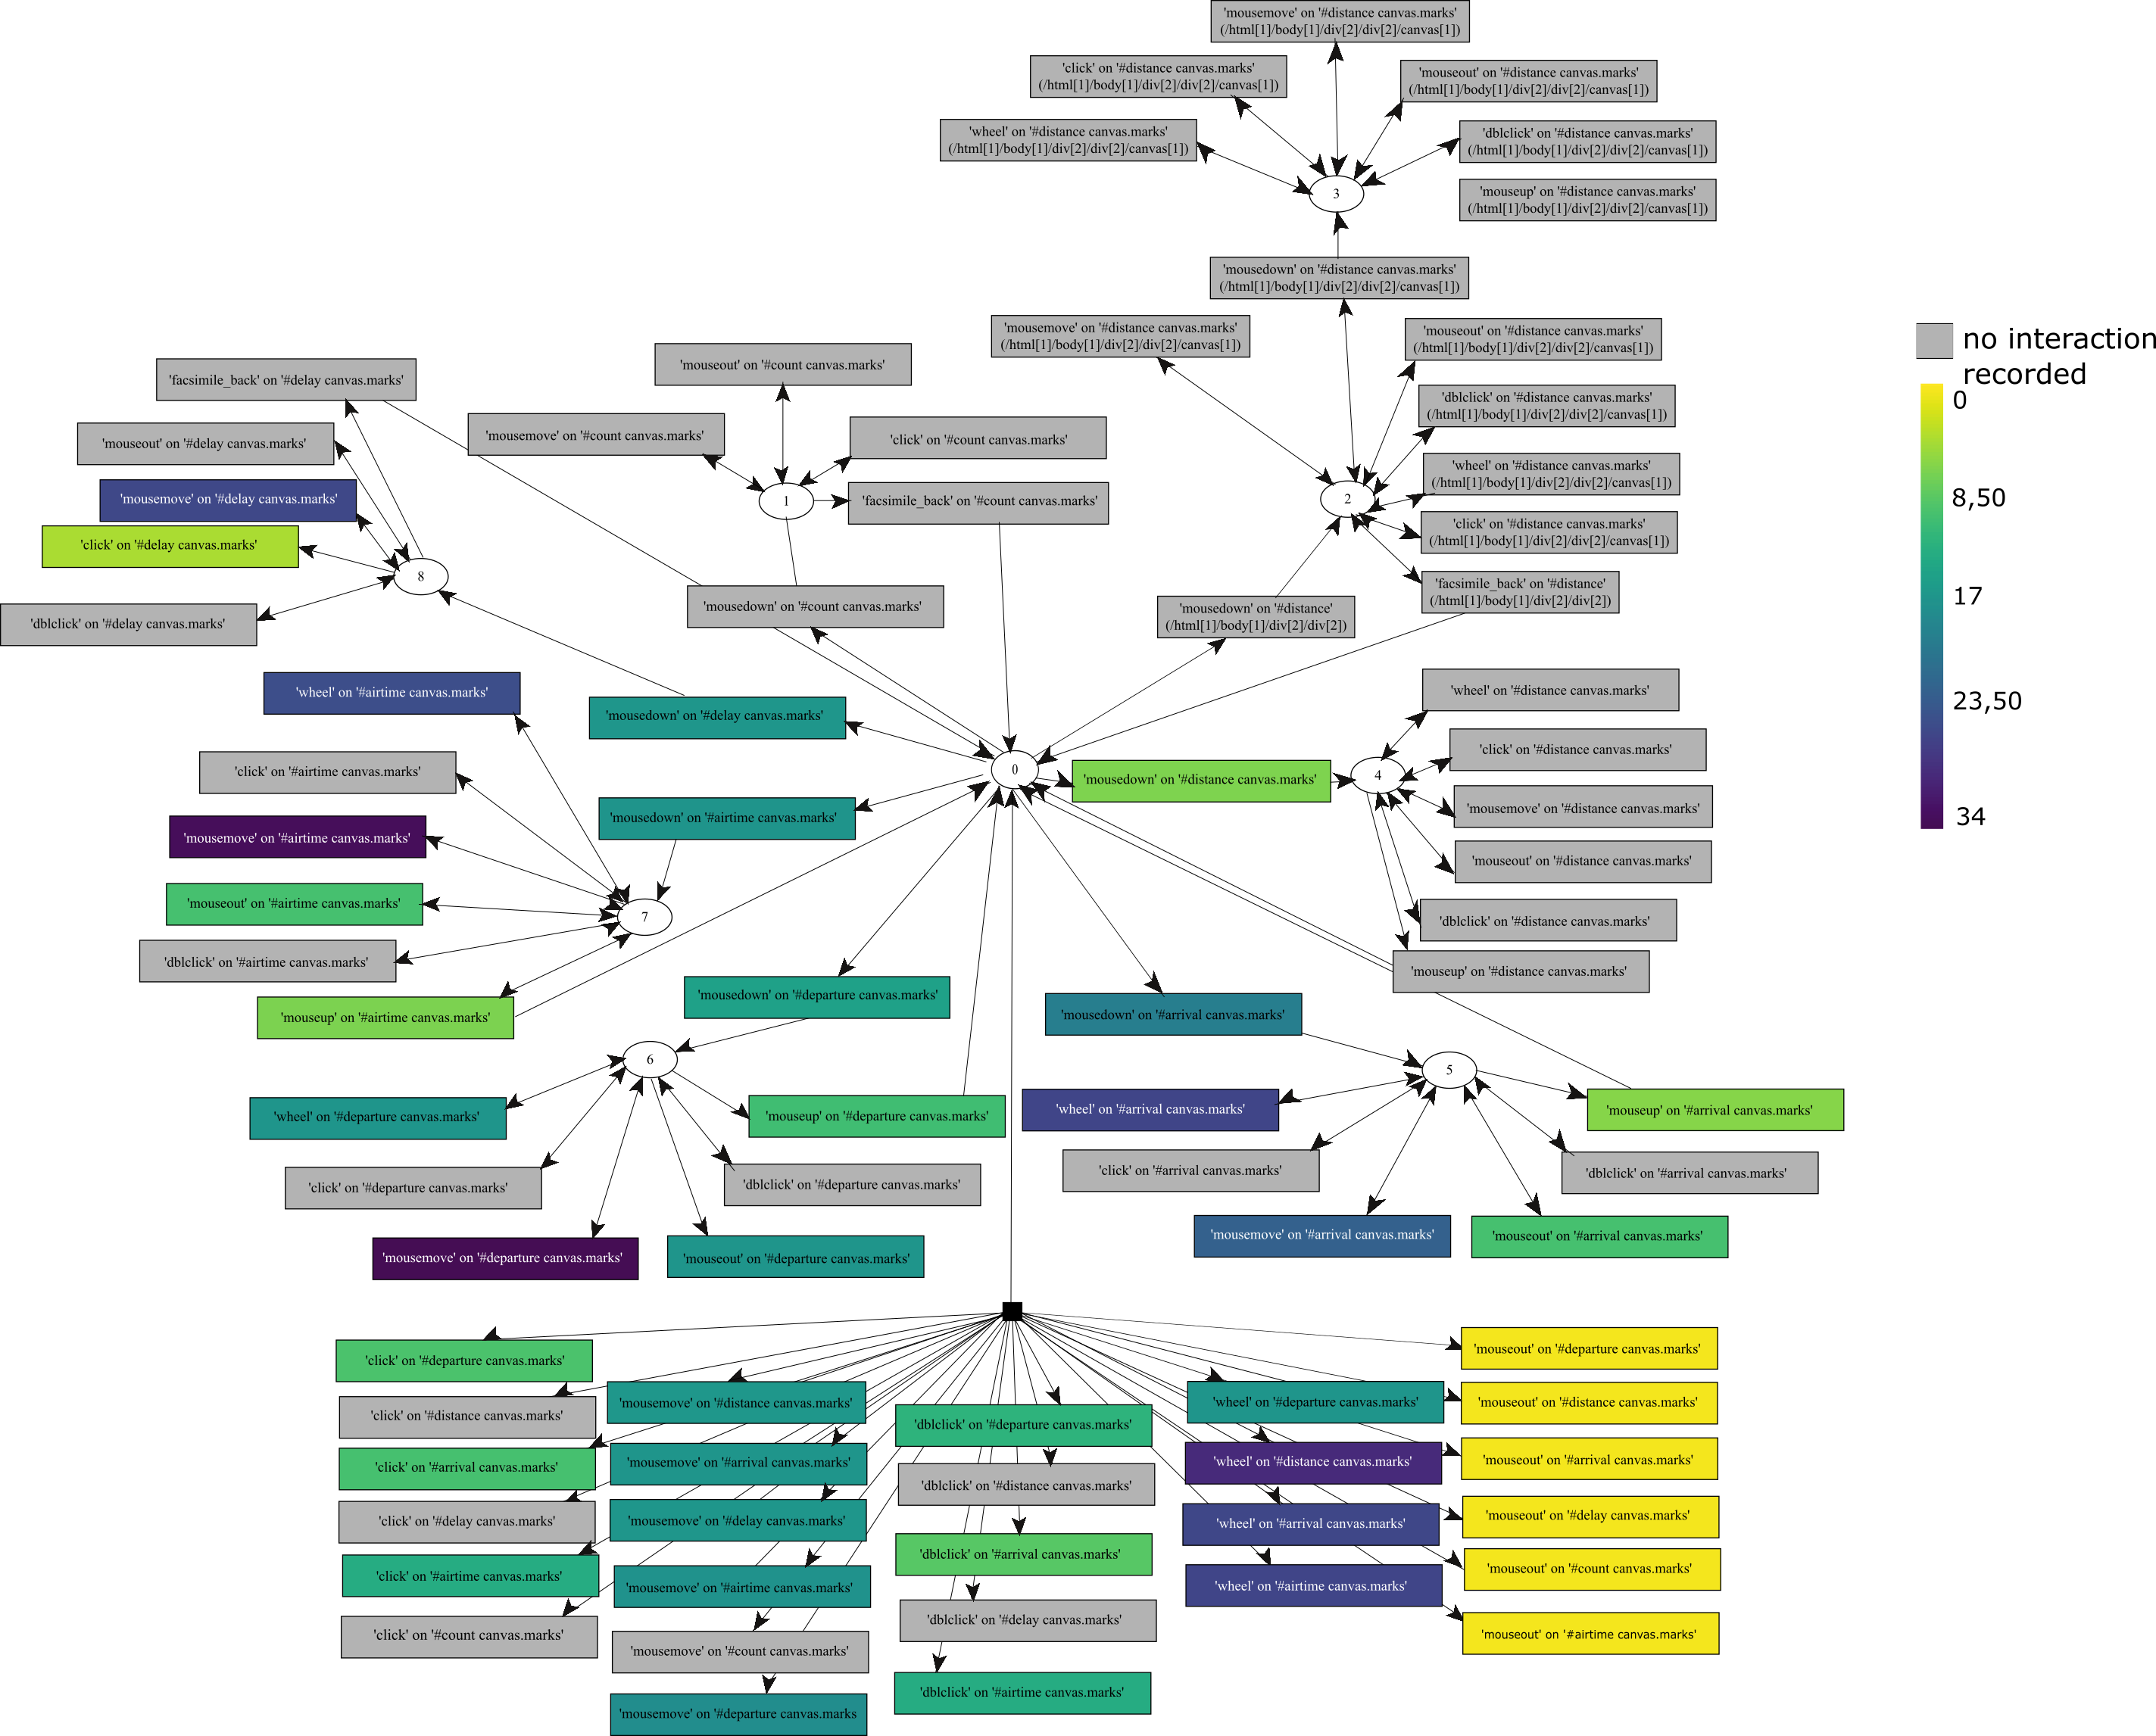 'mousemove' on '#distance canvas.marks'
(/html[1]/body[1]/div[2]/div[2]/canvas[1])
'click' on '#distance canvas.marks'
(/html[1]/body[1]/div[2]/div[2]/canvas[1])
'mouseout' on '#distance canvas.marks'
(/html[1]/body[1]/div[2]/div[2]/canvas[1])
'wheel' on '#distance canvas.marks'
(/html[1]/body[1]/div[2]/div[2]/canvas[1])
'dblclick' on '#distance canvas.marks'
(/html[1]/body[1]/div[2]/div[2]/canvas[1])
3
'mouseup' on '#distance canvas.marks'
(/html[1]/body[1]/div[2]/div[2]/canvas[1])
'mousedown' on '#distance canvas.marks'
(/html[1]/body[1]/div[2]/div[2]/canvas[1])
'mousemove' on '#distance canvas.marks'
(/html[1]/body[1]/div[2]/div[2]/canvas[1])
'mouseout' on '#distance canvas.marks'
(/html[1]/body[1]/div[2]/div[2]/canvas[1])
'dblclick' on '#distance canvas.marks'
(/html[1]/body[1]/div[2]/div[2]/canvas[1])
'wheel' on '#distance canvas.marks'
(/html[1]/body[1]/div[2]/div[2]/canvas[1])
2
'click' on '#distance canvas.marks'
(/html[1]/body[1]/div[2]/div[2]/canvas[1])
'facsimile_back' on '#distance'
(/html[1]/body[1]/div[2]/div[2])
'mousedown' on '#distance'
(/html[1]/body[1]/div[2]/div[2])
no interaction
recorded
0
8,50
17
23,50
34
'mouseout' on '#count canvas.marks'
'mousemove' on '#count canvas.marks'
'click' on '#count canvas.marks'
1
'facsimile_back' on '#count canvas.marks'
'mousedown' on '#count canvas.marks'
'facsimile_back' on '#delay canvas.marks'
'mouseout' on '#delay canvas.marks'
'mousemove' on '#delay canvas.marks'
'click' on '#delay canvas.marks'
8
'dblclick' on '#delay canvas.marks'
'mousedown' on '#delay canvas.marks'
0
'mousedown' on '#distance canvas.marks'
4
'wheel' on '#distance canvas.marks'
'click' on '#distance canvas.marks'
'mousemove' on '#distance canvas.marks'
'mouseout' on '#distance canvas.marks'
'dblclick' on '#distance canvas.marks'
'mouseup' on '#distance canvas.marks'
'wheel' on '#airtime canvas.marks'
'click' on '#airtime canvas.marks'
'mousedown' on '#airtime canvas.marks'
'mousemove' on '#airtime canvas.marks'
'mouseout' on '#airtime canvas.marks'
7
'dblclick' on '#airtime canvas.marks'
'mouseup' on '#airtime canvas.marks'
'mousedown' on '#departure canvas.marks'
6
'wheel' on '#departure canvas.marks'
'mouseup' on '#departure canvas.marks'
'click' on '#departure canvas.marks'
'dblclick' on '#departure canvas.marks'
'mousemove' on '#departure canvas.marks'
'mouseout' on '#departure canvas.marks'
'mousedown' on '#arrival canvas.marks'
5
'wheel' on '#arrival canvas.marks'
'mouseup' on '#arrival canvas.marks'
'click' on '#arrival canvas.marks'
'dblclick' on '#arrival canvas.marks'
'mousemove' on '#arrival canvas.marks'
'mouseout' on '#arrival canvas.marks'
'click' on '#departure canvas.marks'
'click' on '#distance canvas.marks'
'click' on '#arrival canvas.marks'
'click' on '#delay canvas.marks'
'click' on '#airtime canvas.marks'
'click' on '#count canvas.marks'
'mousemove' on '#distance canvas.marks'
'mousemove' on '#arrival canvas.marks'
'mousemove' on '#delay canvas.marks'
'mousemove' on '#airtime canvas.marks'
'mousemove' on '#count canvas.marks'
'mousemove' on '#departure canvas.marks
'dblclick' on '#departure canvas.marks'
'dblclick' on '#distance canvas.marks'
'dblclick' on '#arrival canvas.marks'
'dblclick' on '#delay canvas.marks'
'dblclick' on '#airtime canvas.marks'
'wheel' on '#departure canvas.marks'
'wheel' on '#distance canvas.marks'
'wheel' on '#arrival canvas.marks'
'wheel' on '#airtime canvas.marks'
'mouseout' on '#departure canvas.marks'
'mouseout' on '#distance canvas.marks'
'mouseout' on '#arrival canvas.marks'
'mouseout' on '#delay canvas.marks'
'mouseout' on '#count canvas.marks'
'mouseout' on '#airtime canvas.marks'